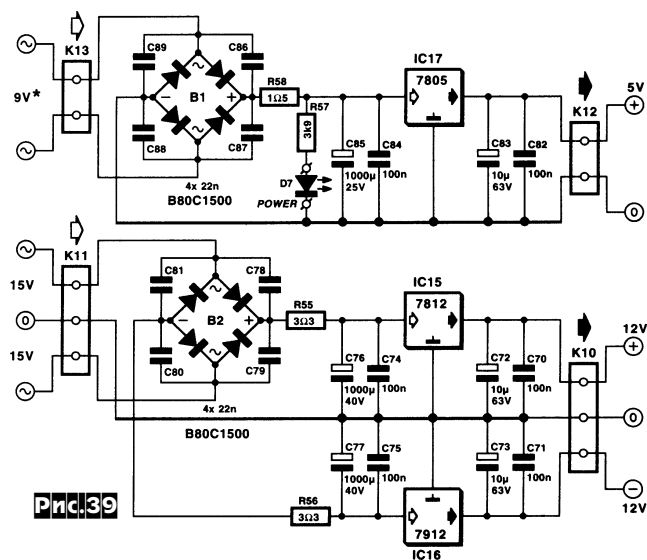 K13
9V*
C89
C86
B1
C88
C87
4x 22n
B80C1500
R58
1Ω5
R57
3k9
D7
POWER
C85
1000µ
25V
C84
100n
IC17
7805
C83
10µ
63V
C82
100n
K12
5V
+
0
K11
15V
0
15V
C81
C78
B2
C80
C79
4x 22n
B80C1500
R55
3Ω3
C76
1000µ
40V
C74
100n
IC15
7812
C72
10µ
63V
C70
100n
K10
12V
+
0
C77
1000µ
40V
C75
100n
C73
10µ
63V
C71
100n
R56
3Ω3
7912
IC16
−
12V
Рис.39